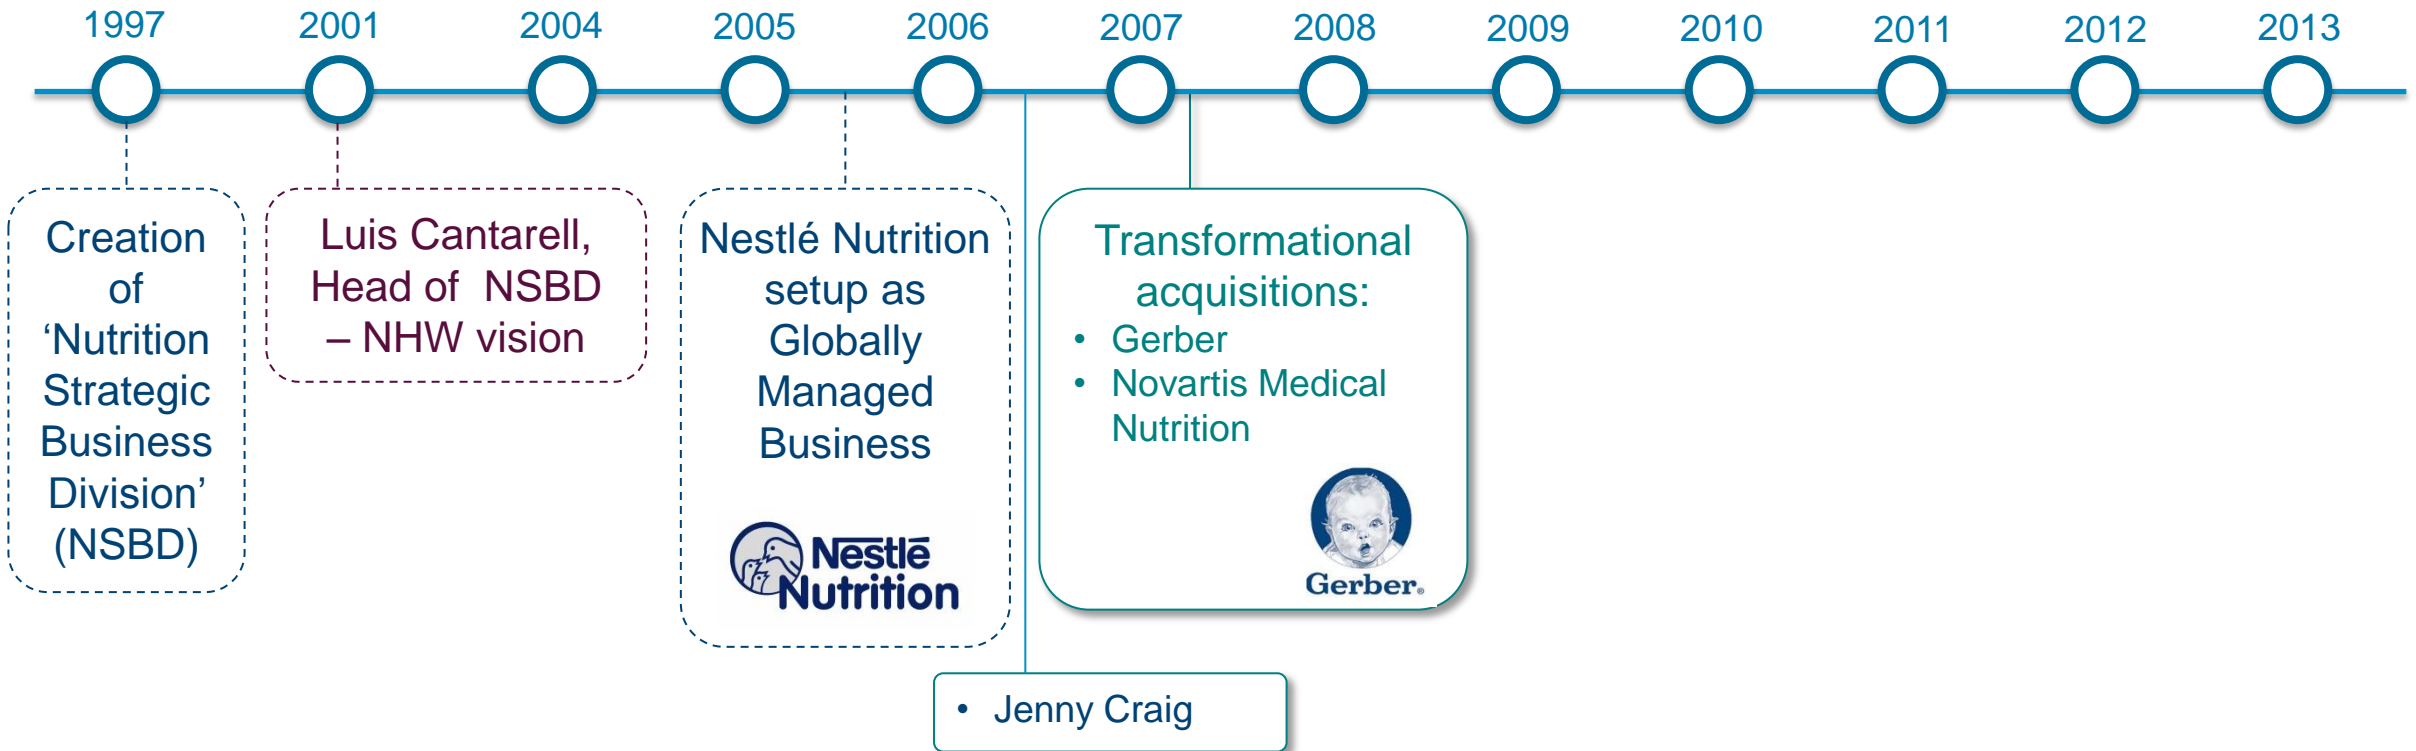 1997 2001 2004 2005 2006 2007 2008 2009 2010 2011 2012 2013
Creation
of
‘Nutrition
Strategic
Business
Division’
(NSBD)
Luis Cantarell,
Head of NSBD
– NHW vision
Nestlé Nutrition
setup as
Globally
Managed
Business
Nestlé
Nutrition
Transformational
acquisitions:
• Gerber
• Novartis Medical
Nutrition
Gerber®
• Jenny Craig